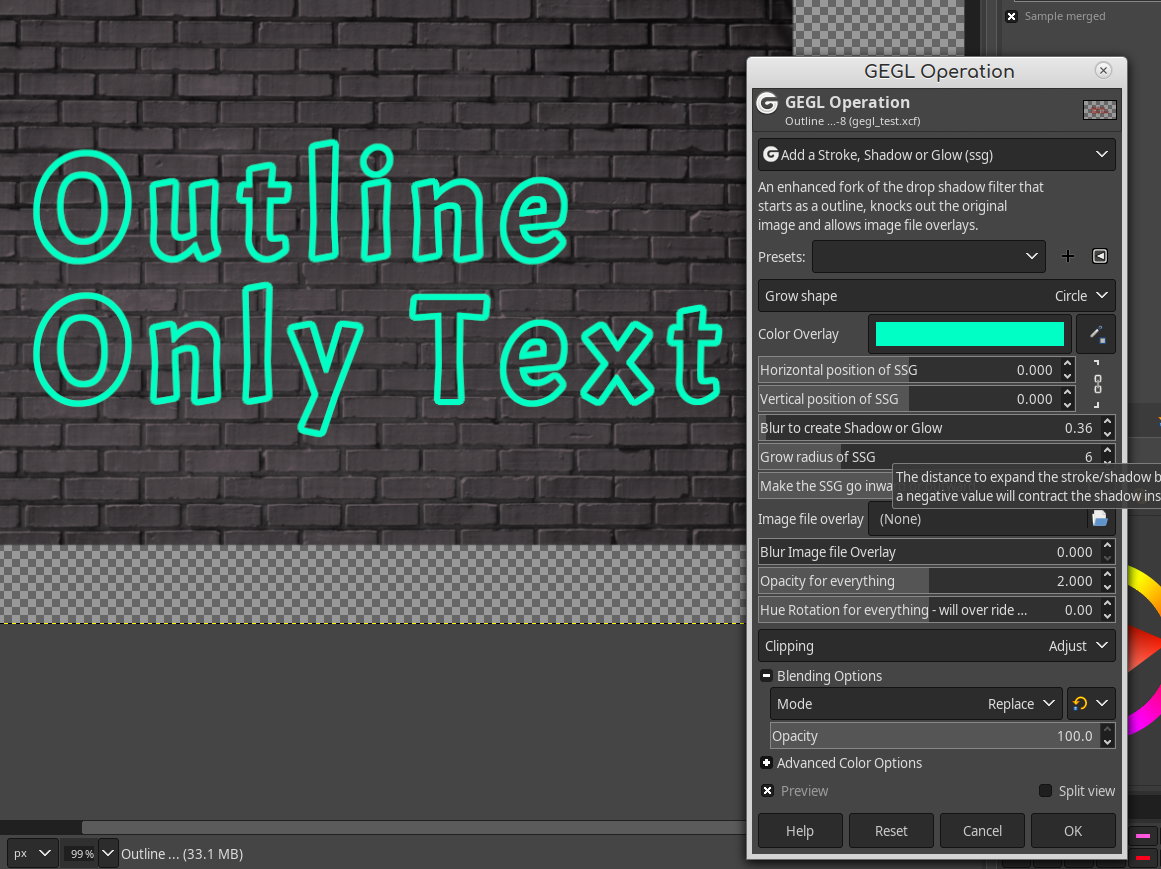 Sample merged
Outline
Only Text
GEGL Operation
GEGL Operation
Outline ...-8 (gegl_test.xcf)
Add a Stroke, Shadow or Glow (ssg)
An enhanced fork of the drop shadow filter that
starts as a outline, knocks out the original
image and allows image file overlays.
Presets:
Grow shape Circle
Color Overlay
Horizontal position of SSG 0.000
Vertical position of SSG 0.000
Blur to create Shadow or Glow 0.36
Grow radius of SSG 6
The distance to expand the stroke/shadow b
Make the SSG go inwa
a negative value will contract the shadow ins
Image file overlay (None)
Blur Image file Overlay 0.000
Opacity for everything 2.000
Hue Rotation for everything - will over ride ... 0.00
Clipping Adjust
Blending Options
Mode Replace
Opacity 100.0
Advanced Color Options
Preview Split view
Help Reset Cancel OK
px 99 % Outline ... (33.1 MB)